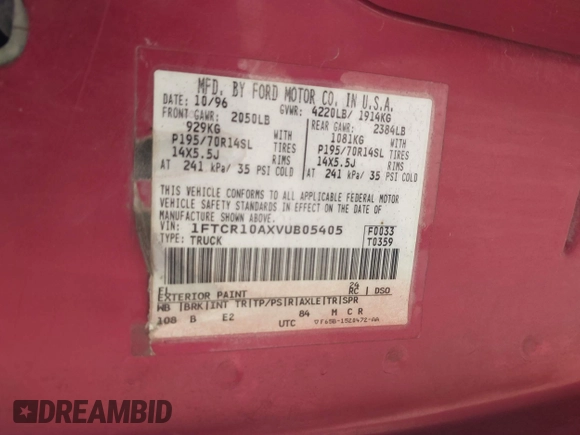 MFD. BY FORD MOTOR CO. IN U.S.A.
DATE: 10/96 GVWR: 4220LB/ 1914KG
FRONT GAWR: 2050LB REAR GAWR: 2384LB
929KG WITH 1081KG WITH
P195/70R14SL TIRES P195/70R14SL TIRES
14X5.5J RIMS 14X5.5J RIMS
AT 241 kPa/ 35 PSI COLD AT 241 kPa/ 35 PSI COLD
THIS VEHICLE CONFORMS TO ALL APPLICABLE FEDERAL MOTOR
VEHICLE SAFETY STANDARDS IN EFFECT ON THE DATE OF
MANUFACTURE SHOWN ABOVE.
VIN: 1FTCR10AXVUB05405 F0033
TYPE: TRUCK T0359
EXTERIOR PAINT 24 RC DSO
WB BRK INT TR TP/PS R AXLE TR SPR
108 B E2 84 M C R
UTC
DREAMBID